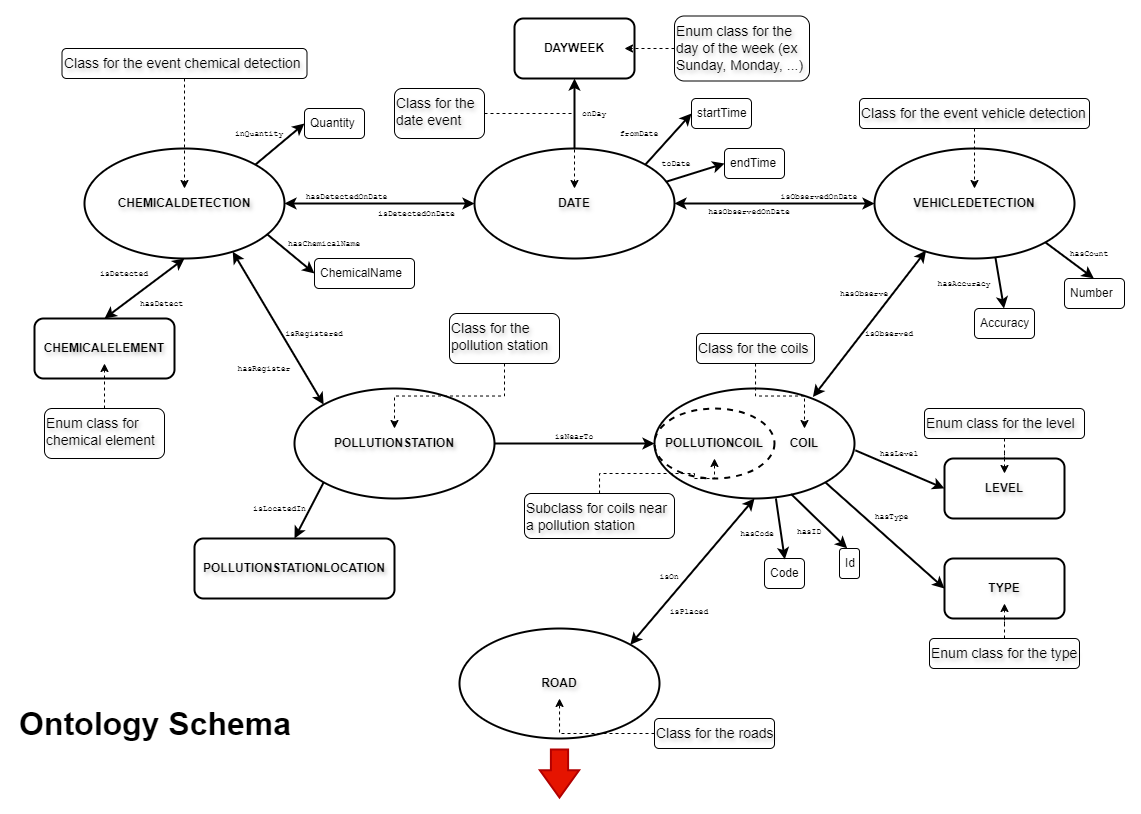 DAYWEEK
Enum class for the
day of the week (ex
Sunday, Monday, ...)
Class for the event chemical detection
Class for the
date event
onDay
startTime
Class for the event vehicle detection
inQuantity
Quantity
fromDate
toDate
endTime
CHEMICALDETECTION
hasDetectedOnDate
isDetectedOnDate
DATE
isObservedOnDate
hasObservedOnDate
VEHICLEDETECTION
hasChemicalName
ChemicalName
isDetected
hasDetect
hasCount
Number
hasAccuracy
Accuracy
hasObserve
isObserved
CHEMICALELEMENT
Enum class for
chemical element
isRegistered
hasRegister
Class for the
pollution station
Class for the coils
POLLUTIONSTATION
isNearTo
POLLUTIONCOIL
COIL
Enum class for the level
hasLevel
LEVEL
Subclass for coils near
a pollution station
isLocatedIn
POLLUTIONSTATIONLOCATION
hasCode
Code
hasID
Id
hasType
TYPE
Enum class for the type
isOn
isPlaced
ROAD
Class for the roads
Ontology Schema